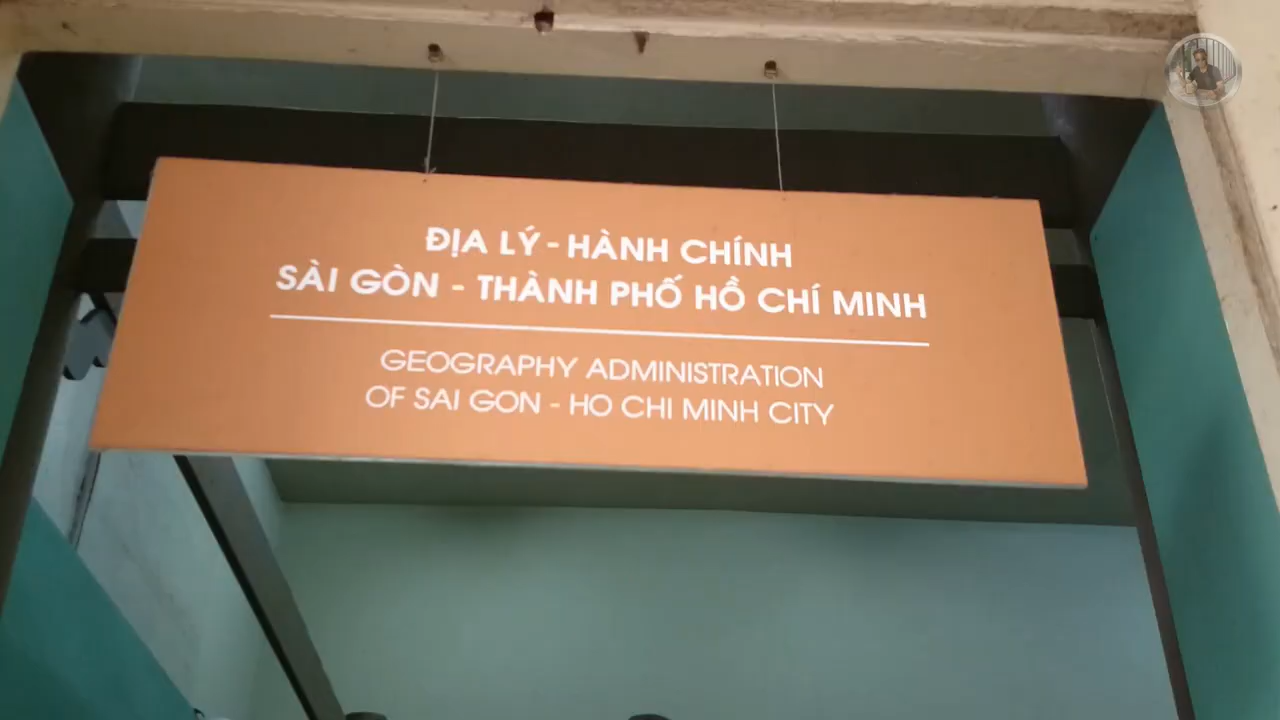 ĐỊA LÝ - HÀNH CHÍNH
SÀI GÒN - THÀNH PHỐ HỒ CHÍ MINH
GEOGRAPHY ADMINISTRATION
OF SAI GON - HO CHI MINH CITY